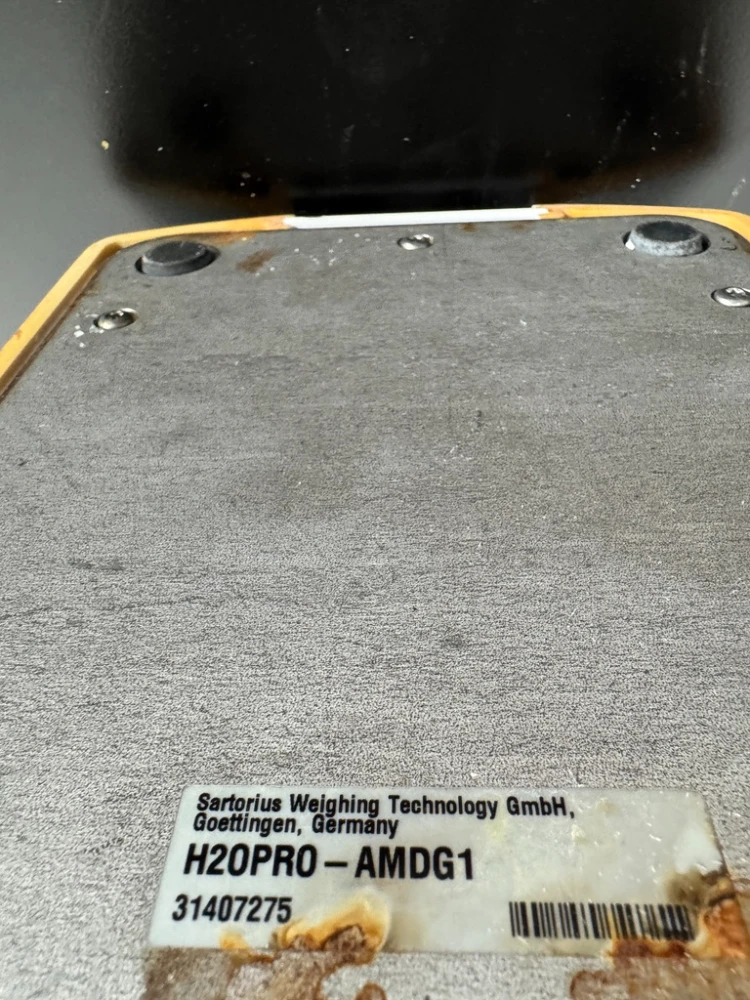 Sartorius Weighing Technology GmbH,
Goettingen, Germany
H2OPRO – AMDG1
31407275